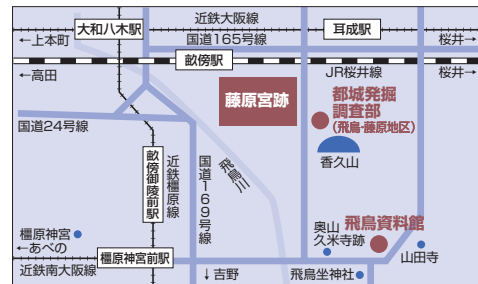 大和八木駅
近鉄大阪線
耳成駅
←上本町
国道165号線
桜井→
畝傍駅
←高田
JR桜井線
桜井→
藤原宮跡
都城発掘
調査部
(飛鳥・藤原地区)
国道24号線
香久山
畝傍御陵前駅
近鉄橿原線
国道169号線
飛鳥川
橿原神宮
←あべの
橿原神宮前駅
近鉄南大阪線
↓吉野
奥山
久米寺跡
飛鳥資料館
山田寺
飛鳥坐神社